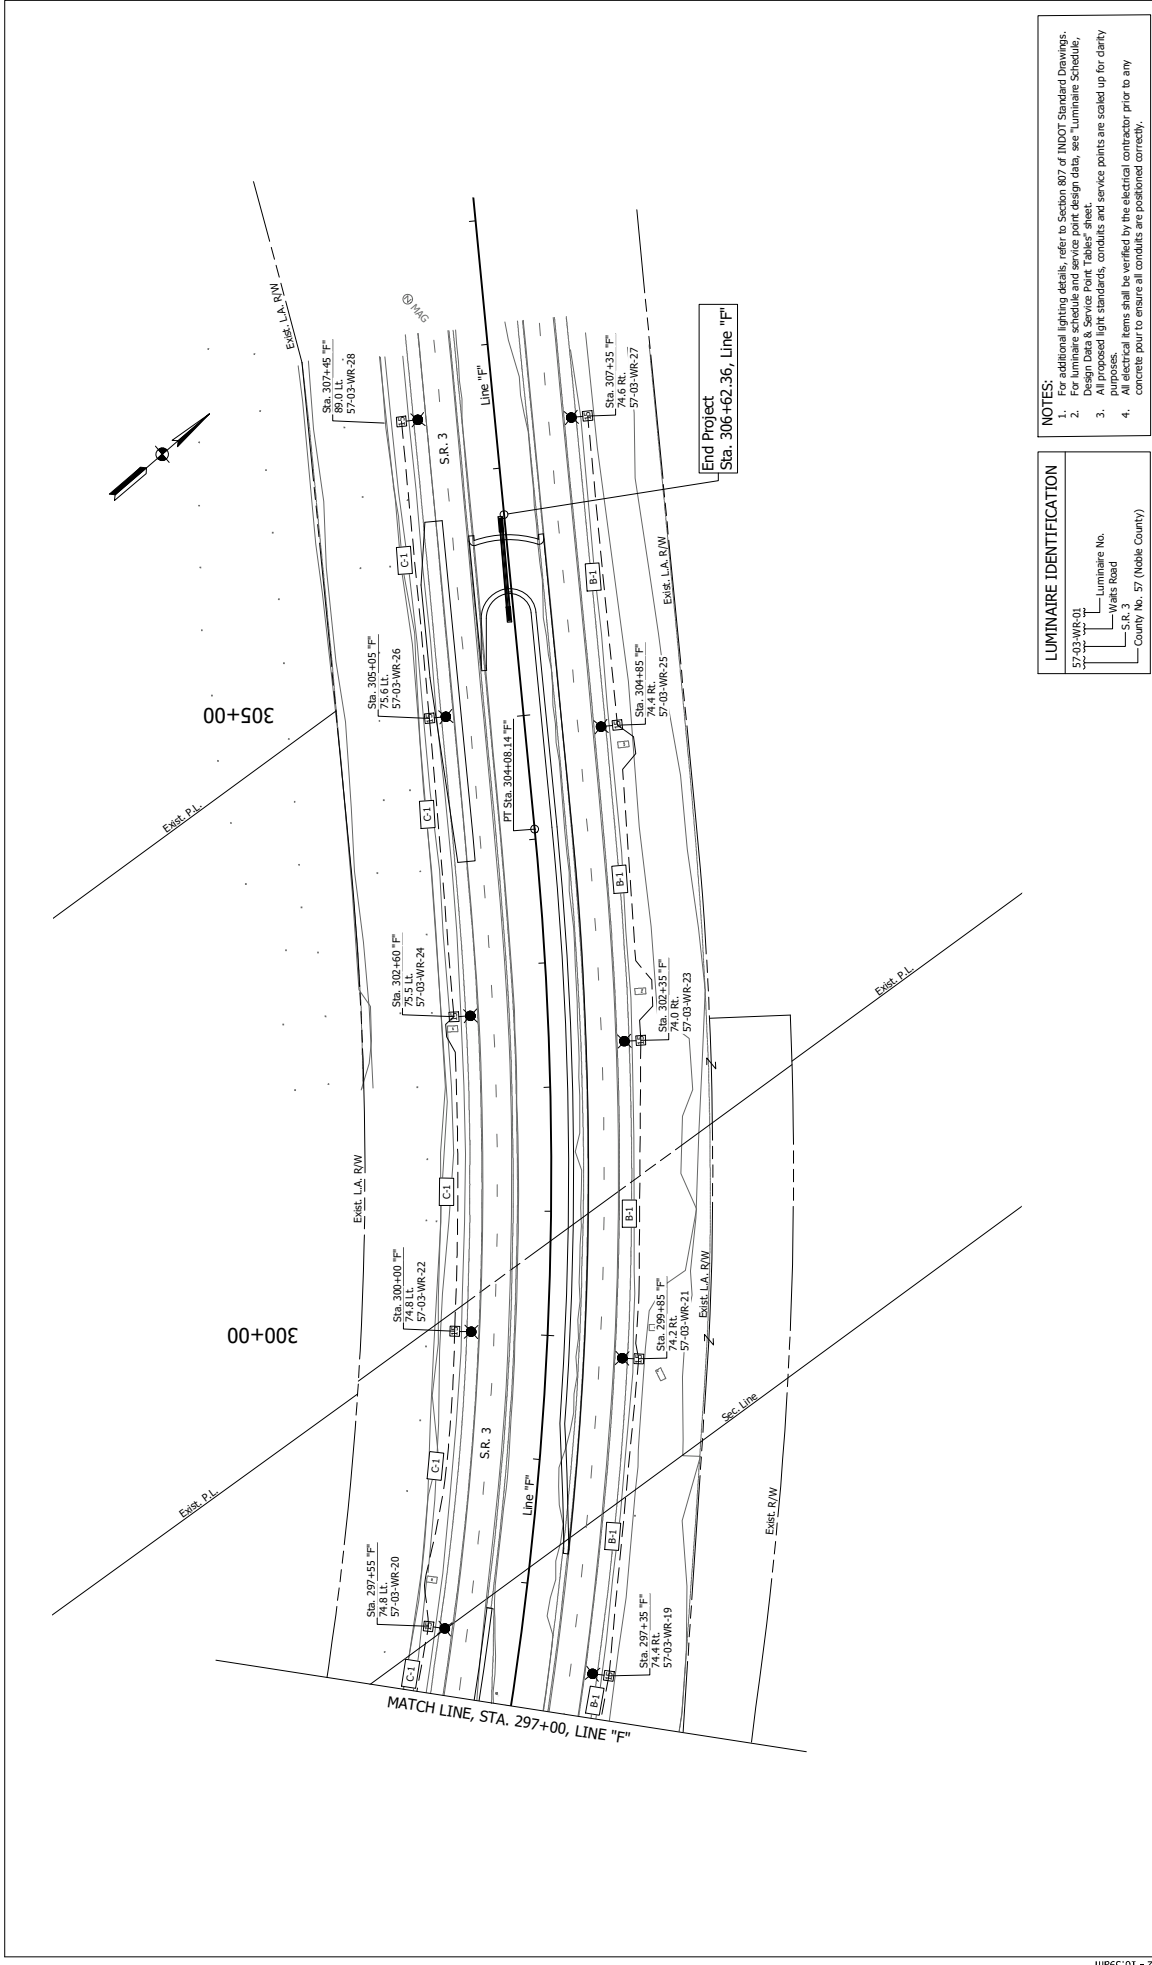 Exist. L.A. R/W
N MAG
Sta. 307+45 "F"
89.0 Lt.
57-03-WR-28
S.R. 3
Line "F"
Sta. 307+35 "F"
74.6 Rt.
57-03-WR-27
End Project
Sta. 306+62.36, Line "F"
C-1
B-1
Exist. L.A. R/W
Sta. 305+05 "F"
75.6 Lt.
57-03-WR-26
305+00
Sta. 304+85 "F"
74.4 Rt.
57-03-WR-25
PT Sta. 304+08.14 "F"
Exist. P.L.
C-1
B-1
Sta. 302+60 "F"
75.5 Lt.
57-03-WR-24
Sta. 302+35 "F"
74.0 Rt.
57-03-WR-23
Exist. P.L.
Exist. L.A. R/W
C-1
B-1
Sta. 300+00 "F"
74.8 Lt.
57-03-WR-22
300+00
Sta. 299+85 "F"
74.2 Rt.
57-03-WR-21
Exist. L.A. R/W
Sec. Line
Exist. P.L.
C-1
S.R. 3
Line "F"
B-1
Exist. R/W
Sta. 297+55 "F"
74.8 Lt.
57-03-WR-20
Sta. 297+35 "F"
74.4 Rt.
57-03-WR-19
C-1
B-1
MATCH LINE, STA. 297+00, LINE "F"
LUMINAIRE IDENTIFICATION
57-03-WR-01
Luminaire No.
Waits Road
S.R. 3
County No. 57 (Noble County)
NOTES:
1. For additional lighting details, refer to Section 807 of INDOT Standard Drawings.
2. For luminaire schedule and service point design data, see "Luminaire Schedule,
Design Data & Service Point Tables" sheet.
3. All proposed light standards, conduits and service points are scaled up for clarity
purposes.
4. All electrical items shall be verified by the electrical contractor prior to any
concrete pour to ensure all conduits are positioned correctly.